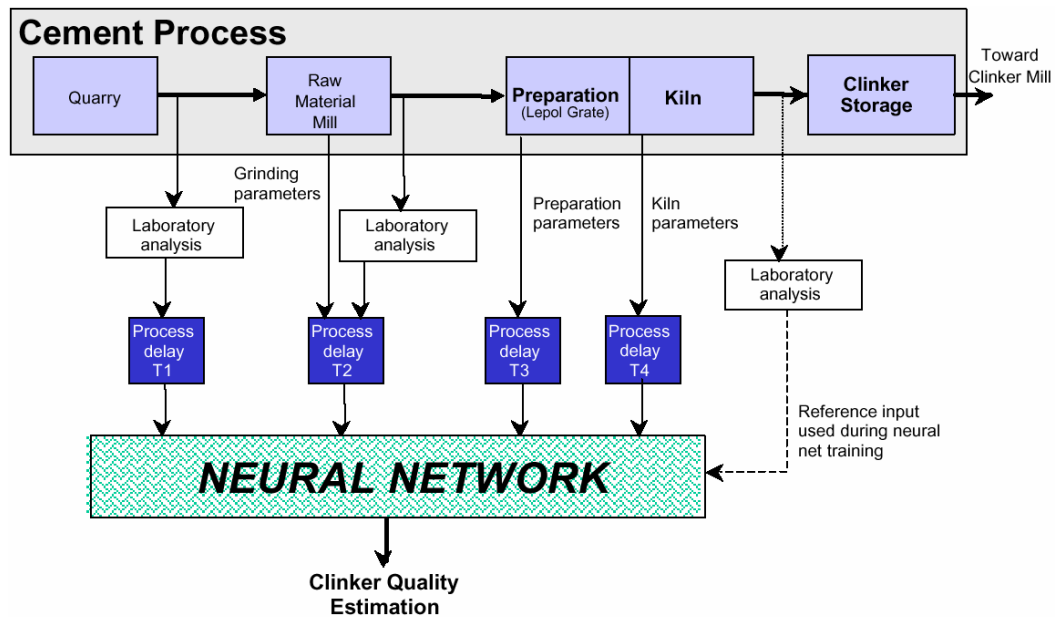 Cement Process
Toward
Clinker Mill
Quarry
Raw
Material
Mill
Preparation
(Lepol Grate)
Kiln
Clinker
Storage
Grinding
parameters
Preparation
parameters
Kiln
parameters
Laboratory
analysis
Laboratory
analysis
Laboratory
analysis
Process
delay
T1
Process
delay
T2
Process
delay
T3
Process
delay
T4
Reference input
used during neural
net training
NEURAL NETWORK
Clinker Quality
Estimation